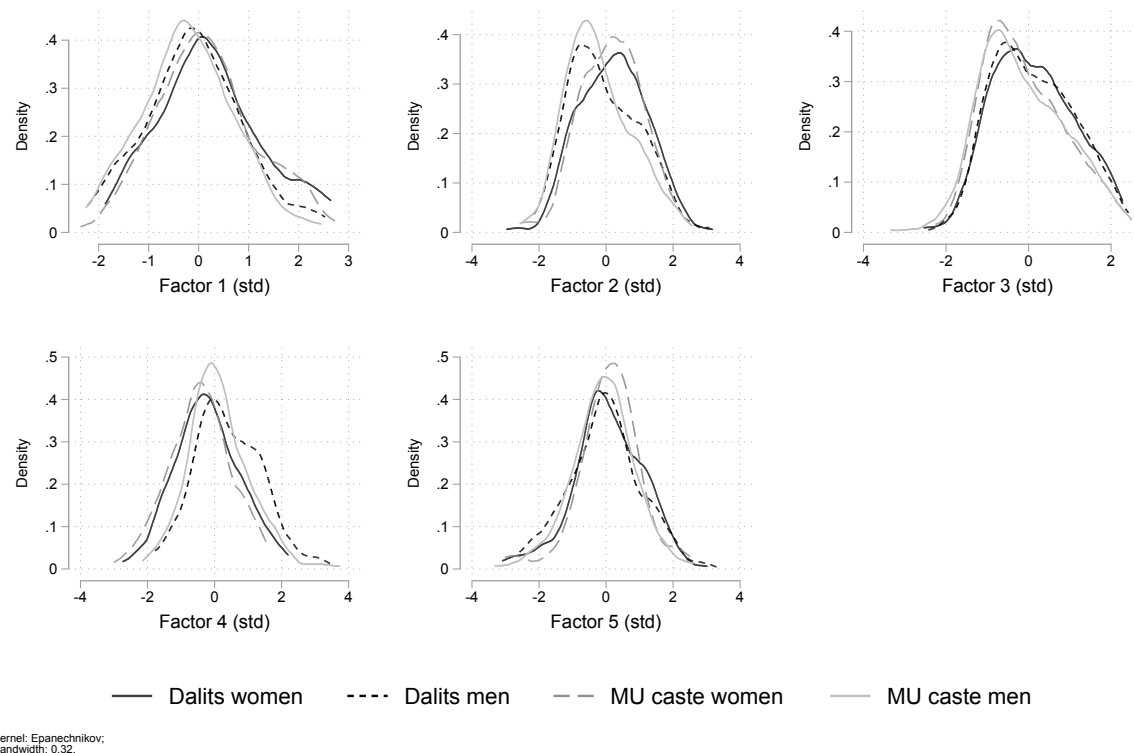 .4
.3
.2
.1
0
Density
-2 -1 0 1 2 3
Factor 1 (std)
.4
.3
.2
.1
0
Density
-4 -2 0 2 4
Factor 2 (std)
.4
.3
.2
.1
0
Density
-4 -2 0 2
Factor 3 (std)
.5
.4
.3
.2
.1
0
Density
-4 -2 0 2 4
Factor 4 (std)
.5
.4
.3
.2
.1
0
Density
-4 -2 0 2 4
Factor 5 (std)
Dalits women Dalits men MU caste women MU caste men
ernel: Epanechnikov;
andwidth: 0.32.